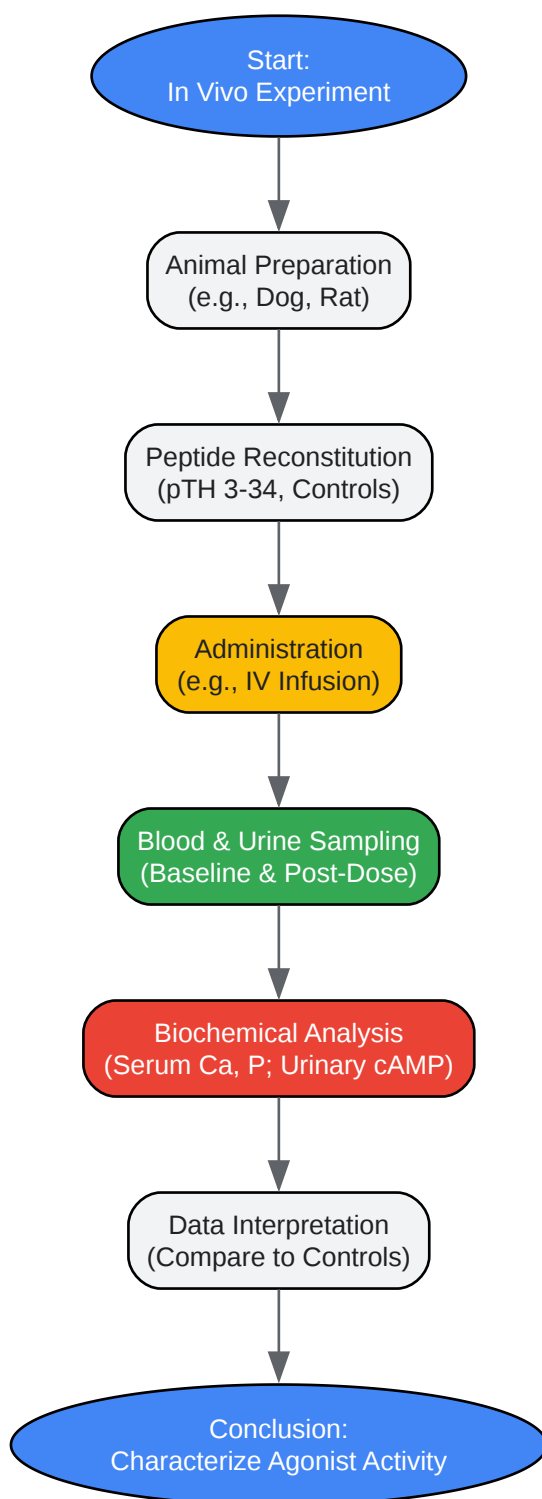 Start:
In Vivo Experiment
Animal Preparation
(e.g., Dog, Rat)
Peptide Reconstitution
(pTH 3-34, Controls)
Administration
(e.g., IV Infusion)
Blood & Urine Sampling
(Baseline & Post-Dose)
Biochemical Analysis
(Serum Ca, P; Urinary cAMP)
Data Interpretation
(Compare to Controls)
Conclusion:
Characterize Agonist Activity